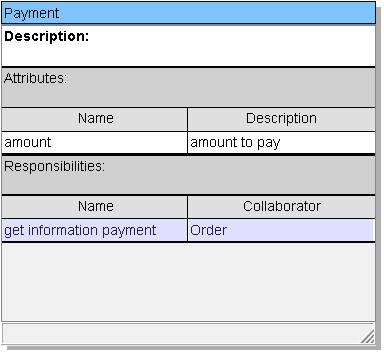 Payment
Description:
Attributes:
Name Description
amount amount to pay
Responsibilities:
Name Collaborator
get information payment Order